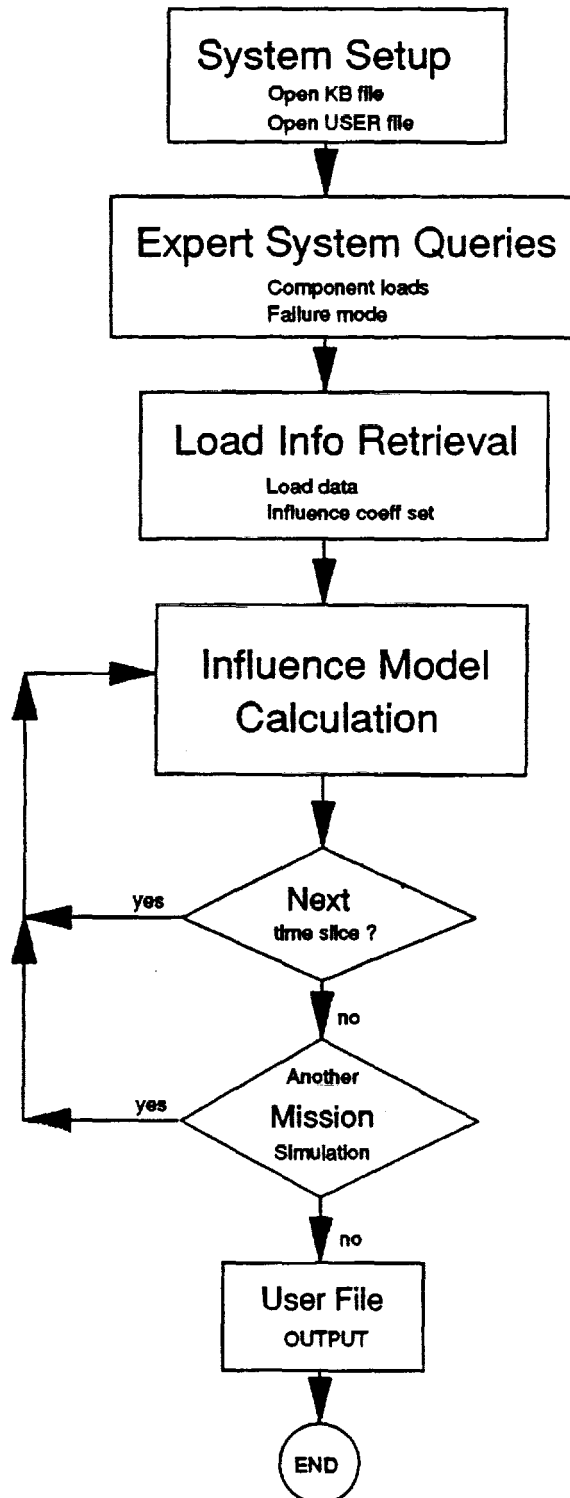 System Setup
Open KB file
Open USER file
Expert System Queries
Component loads
Failure mode
Load Info Retrieval
Load data
Influence coeff set
Influence Model
Calculation
yes
Next
time slice ?
no
Another
yes
Mission
Simulation
no
User File
OUTPUT
END